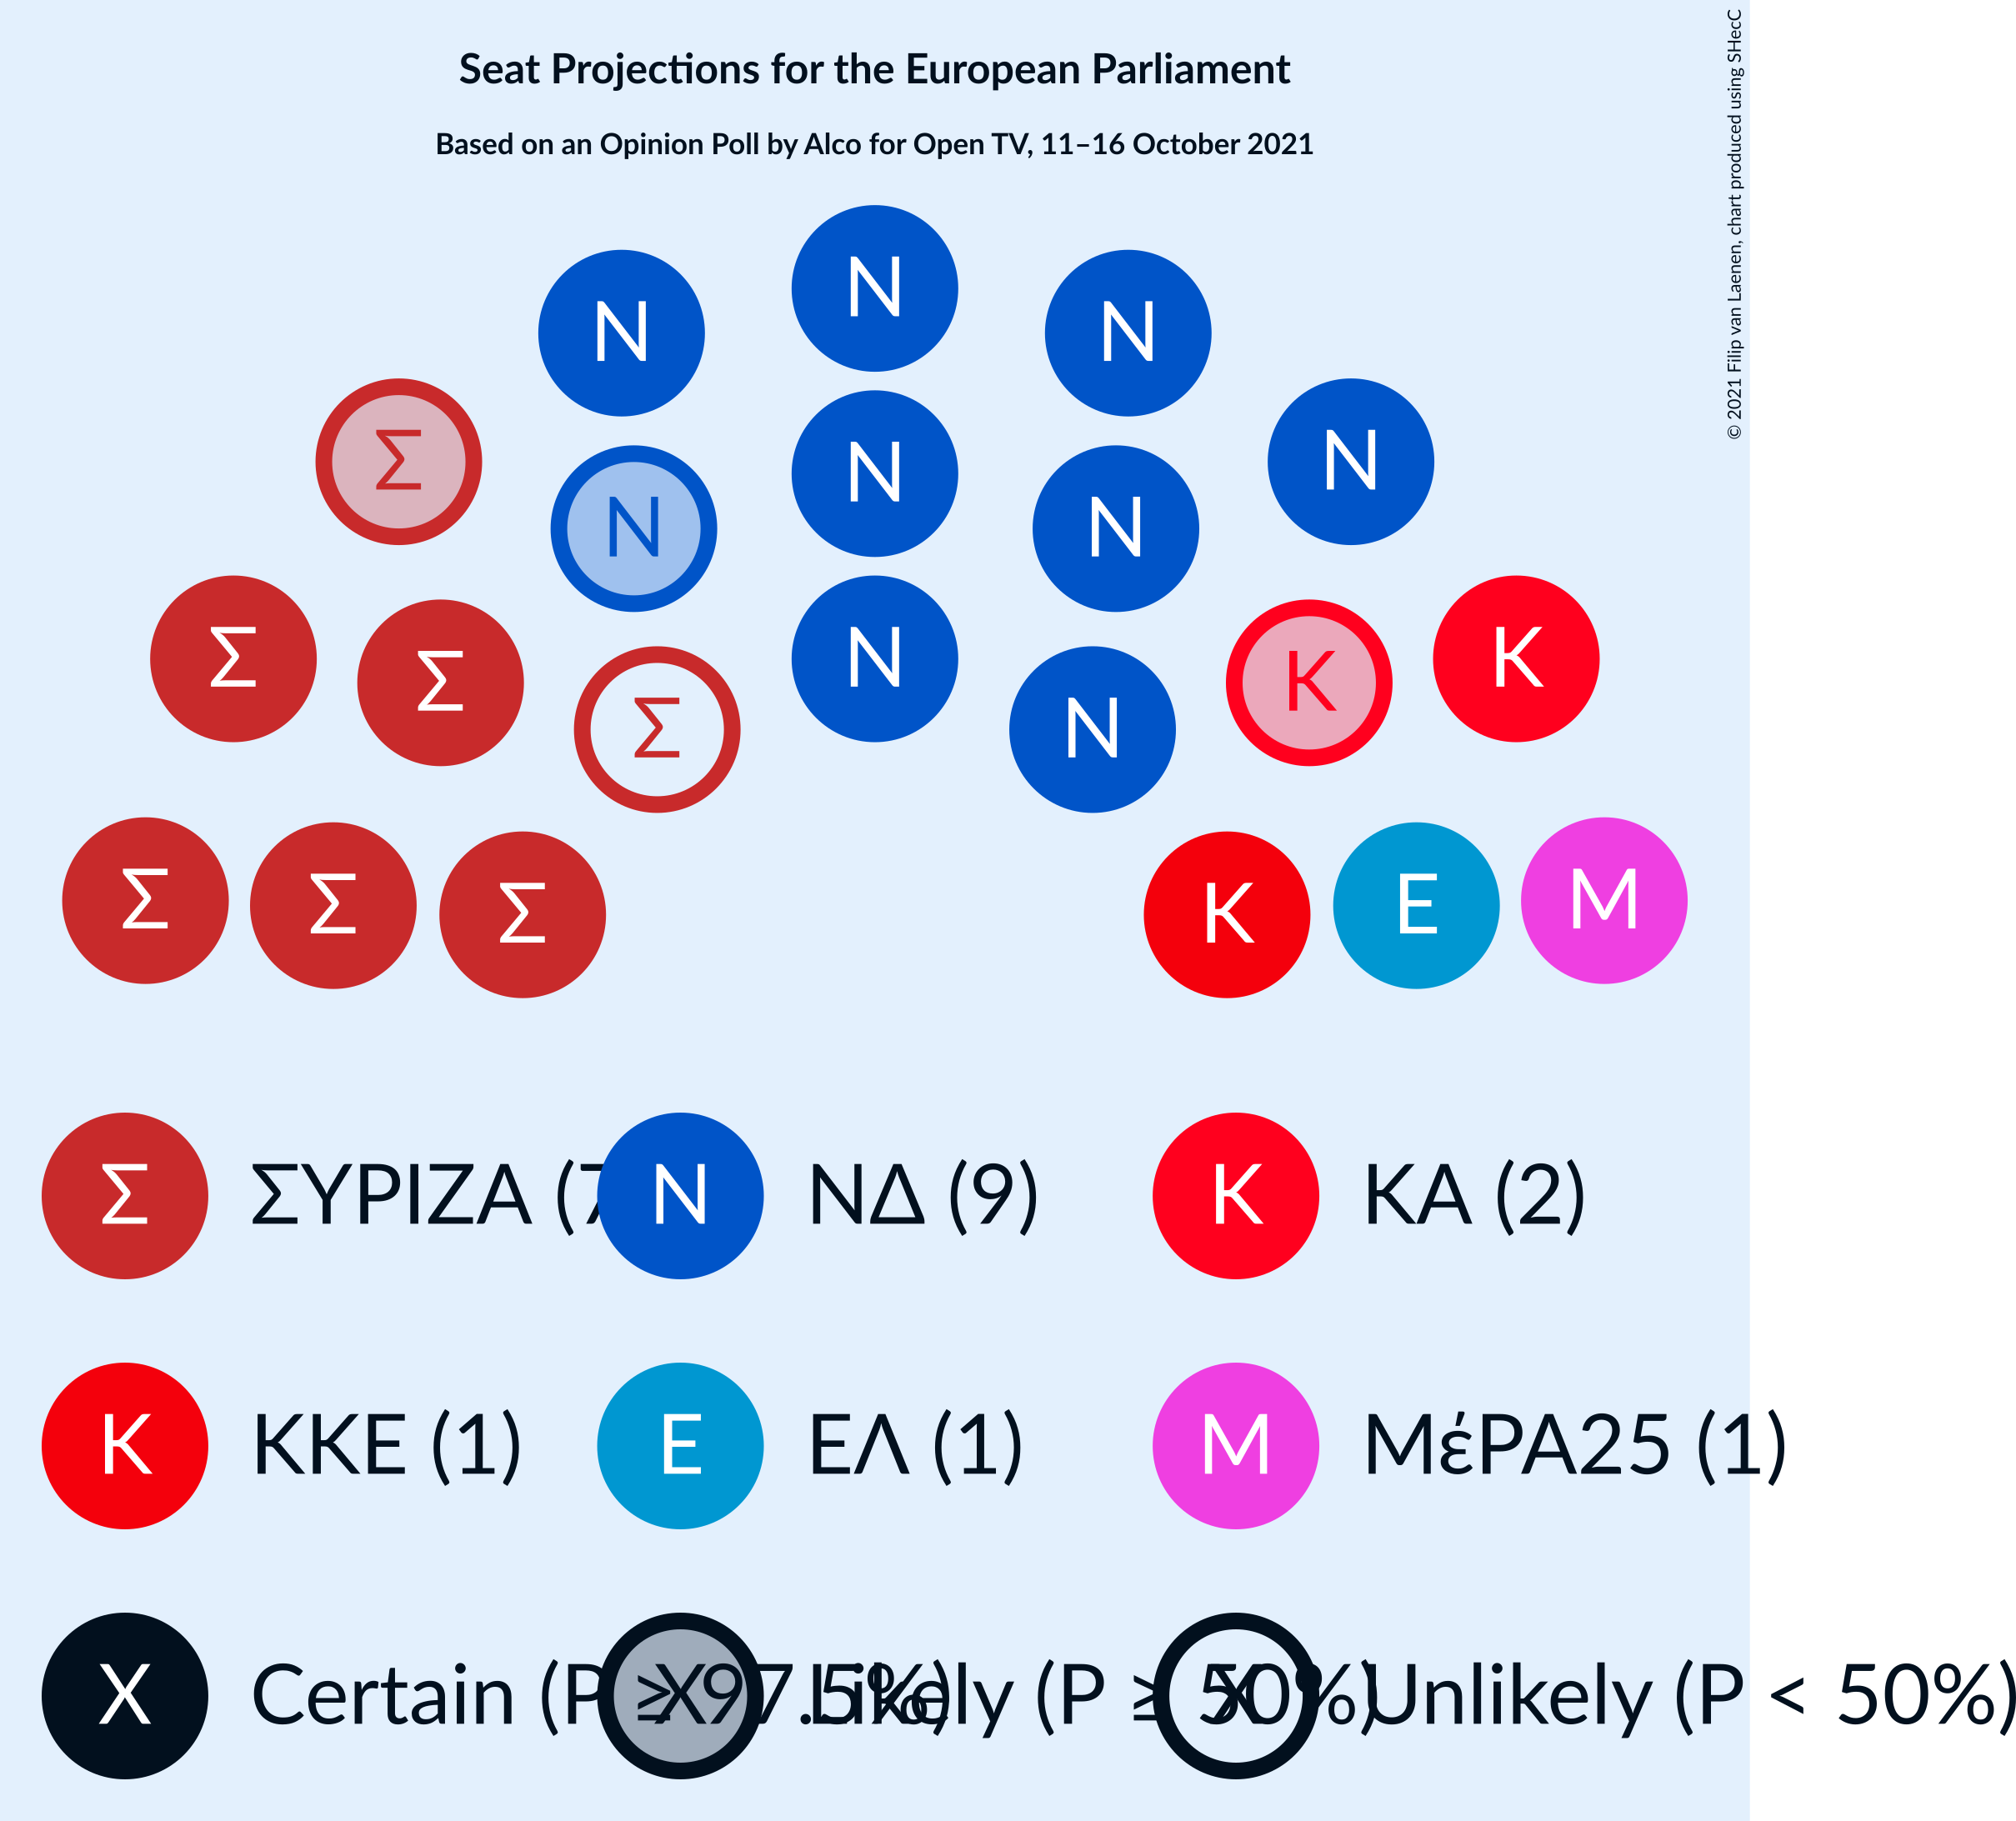 Seat Projections for the European Parliament
Based on an Opinion Poll by Alco for Open TV, 11–16 October 2021
© 2021 Filip van Laenen, chart produced using SHecC
N
N
N
Σ
N
N
N
N
Σ
Σ
Σ
N
N
K
K
Σ
Σ
Σ
K
E
M
Σ ΣΥΡΙΖΑ (7
N ΝΔ (9)
K ΚΑ (2)
K ΚΚΕ (1)
E ΕΛ (1)
M ΜέΡΑ25 (1)
X Certain (P ≥ 97.5%)
X Likely (P ≥ 50%)
X Unlikely (P < 50%)